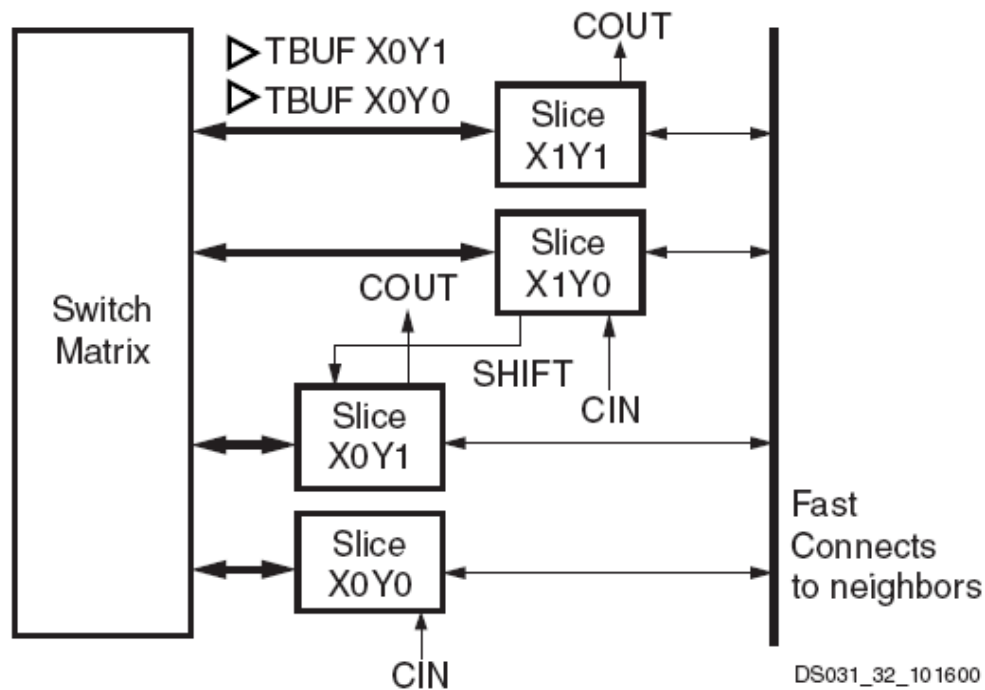 COUT
TBUF X0Y1
TBUF X0Y0
Slice
X1Y1
Slice
X1Y0
COUT
Switch
Matrix
SHIFT
CIN
Slice
X0Y1
Fast
Connects
to neighbors
Slice
X0Y0
CIN
DS031_32_101600